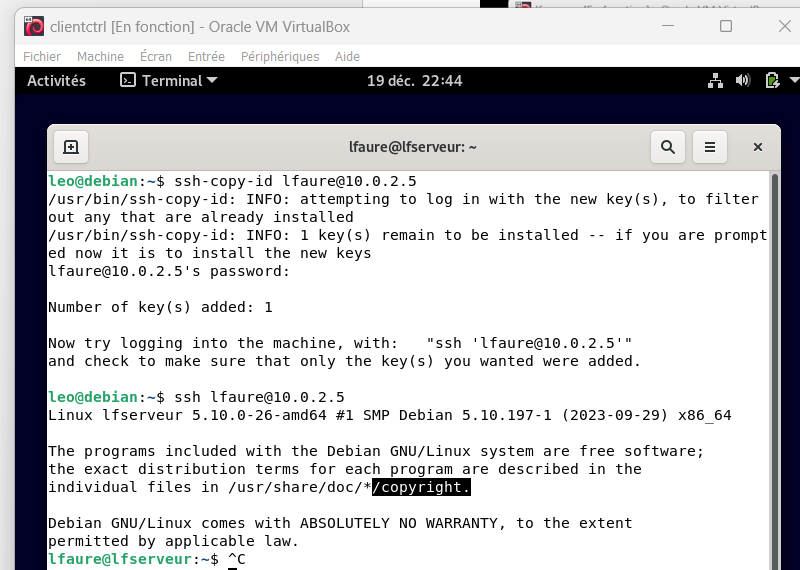 clientctrl [En fonction] - Oracle VM VirtualBox
Fichier Machine Écran Entrée Périphériques Aide
Activités Terminal 19 déc. 22:44
lfaure@lfserveur: ~
leo@debian:~$ ssh-copy-id lfaure@10.0.2.5
/usr/bin/ssh-copy-id: INFO: attempting to log in with the new key(s), to filter
out any that are already installed
/usr/bin/ssh-copy-id: INFO: 1 key(s) remain to be installed -- if you are prompt
ed now it is to install the new keys
lfaure@10.0.2.5's password:
Number of key(s) added: 1
Now try logging into the machine, with:   "ssh 'lfaure@10.0.2.5'"
and check to make sure that only the key(s) you wanted were added.
leo@debian:~$ ssh lfaure@10.0.2.5
Linux lfserveur 5.10.0-26-amd64 #1 SMP Debian 5.10.197-1 (2023-09-29) x86_64
The programs included with the Debian GNU/Linux system are free software;
the exact distribution terms for each program are described in the
individual files in /usr/share/doc/*/copyright.
Debian GNU/Linux comes with ABSOLUTELY NO WARRANTY, to the extent
permitted by applicable law.
lfaure@lfserveur:~$ ^C